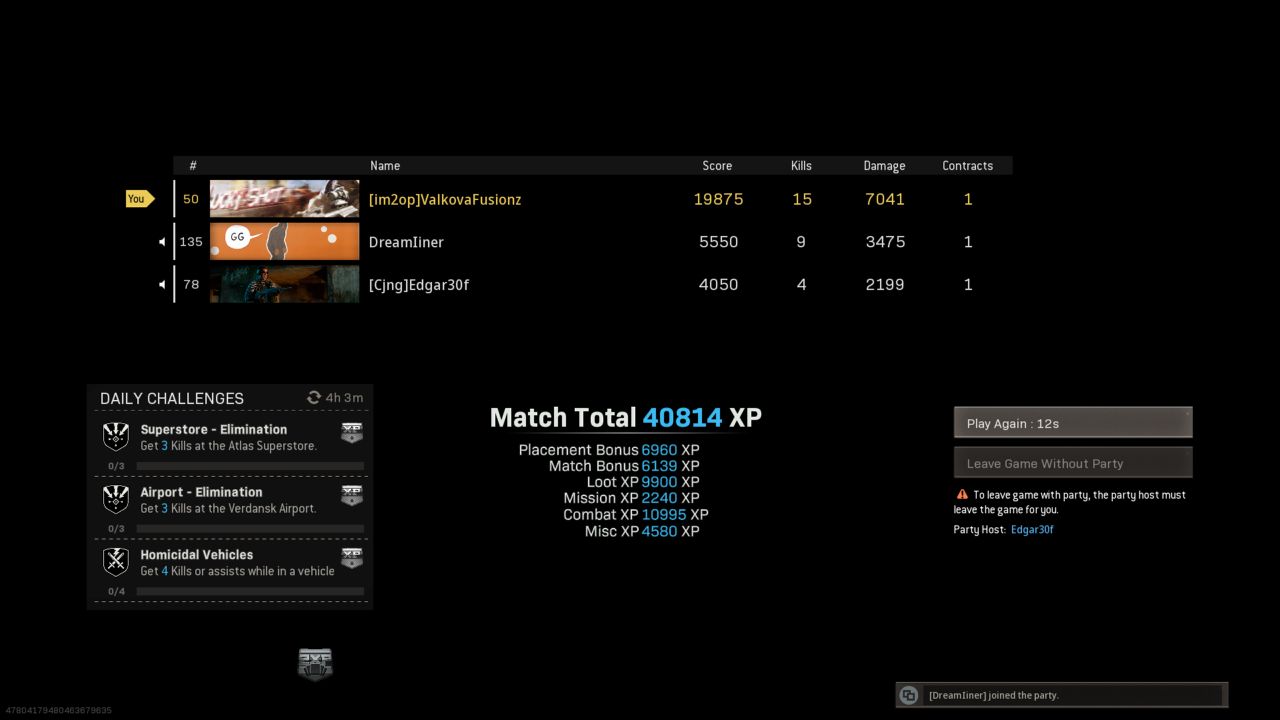 # Name Score Kills Damage Contracts
You 50 [im2op]ValkovaFusionz 19875 15 7041 1
GG
135 DreamIiner 5550 9 3475 1
78 [Cjng]Edgar30f 4050 4 2199 1
DAILY CHALLENGES 4h 3m
Superstore - Elimination
Get 3 Kills at the Atlas Superstore.
0/3
Airport - Elimination
Get 3 Kills at the Verdansk Airport.
0/3
Homicidal Vehicles
Get 4 Kills or assists while in a vehicle
0/4
Match Total 40814 XP
Placement Bonus 6960 XP
Match Bonus 6139 XP
Loot XP 9900 XP
Mission XP 2240 XP
Combat XP 10995 XP
Misc XP 4580 XP
Play Again : 12s
Leave Game Without Party
To leave game with party, the party host must
leave the game for you.
Party Host: Edgar30f
[DreamIiner] joined the party.
47804179480463679635